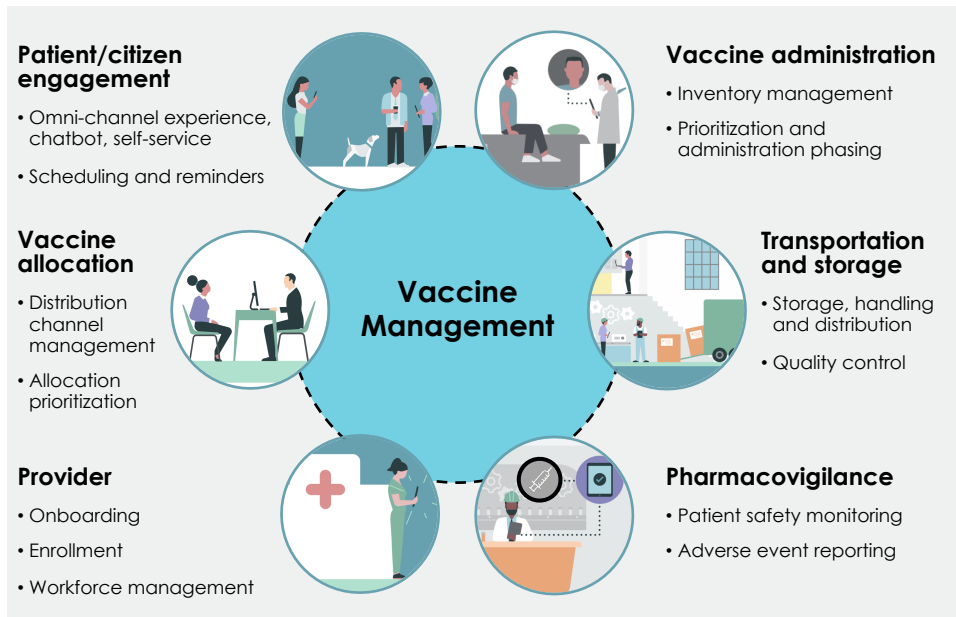 Patient/citizen
engagement
• Omni-channel experience,
chatbot, self-service
• Scheduling and reminders
Vaccine administration
• Inventory management
• Prioritization and
administration phasing
Vaccine
allocation
• Distribution
channel
management
• Allocation
prioritization
Vaccine
Management
Transportation
and storage
• Storage, handling
and distribution
• Quality control
Provider
• Onboarding
• Enrollment
• Workforce management
Pharmacovigilance
• Patient safety monitoring
• Adverse event reporting